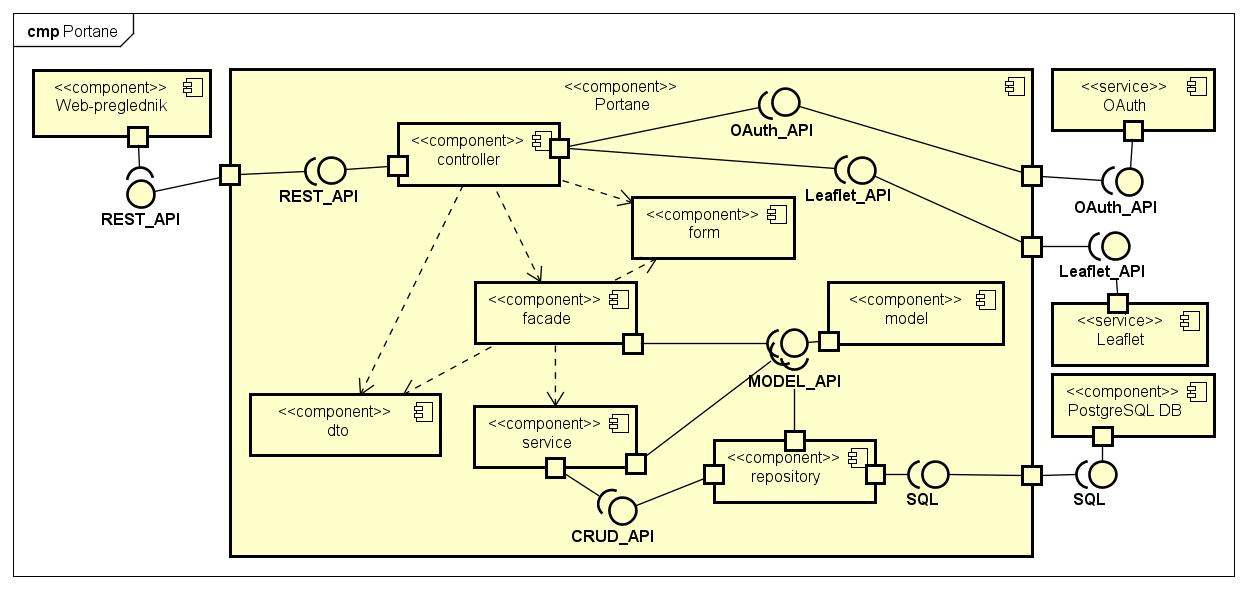 cmp Portane
<<component>>
Web-preglednik
REST_API
<<component>>
Portane
<<component>>
controller
REST_API
OAuth_API
Leaflet_API
<<component>>
form
<<component>>
facade
<<component>>
model
MODEL_API
<<component>>
dto
<<component>>
service
<<component>>
repository
CRUD_API
SQL
<<service>>
OAuth
OAuth_API
Leaflet_API
<<service>>
Leaflet
<<component>>
PostgreSQL DB
SQL